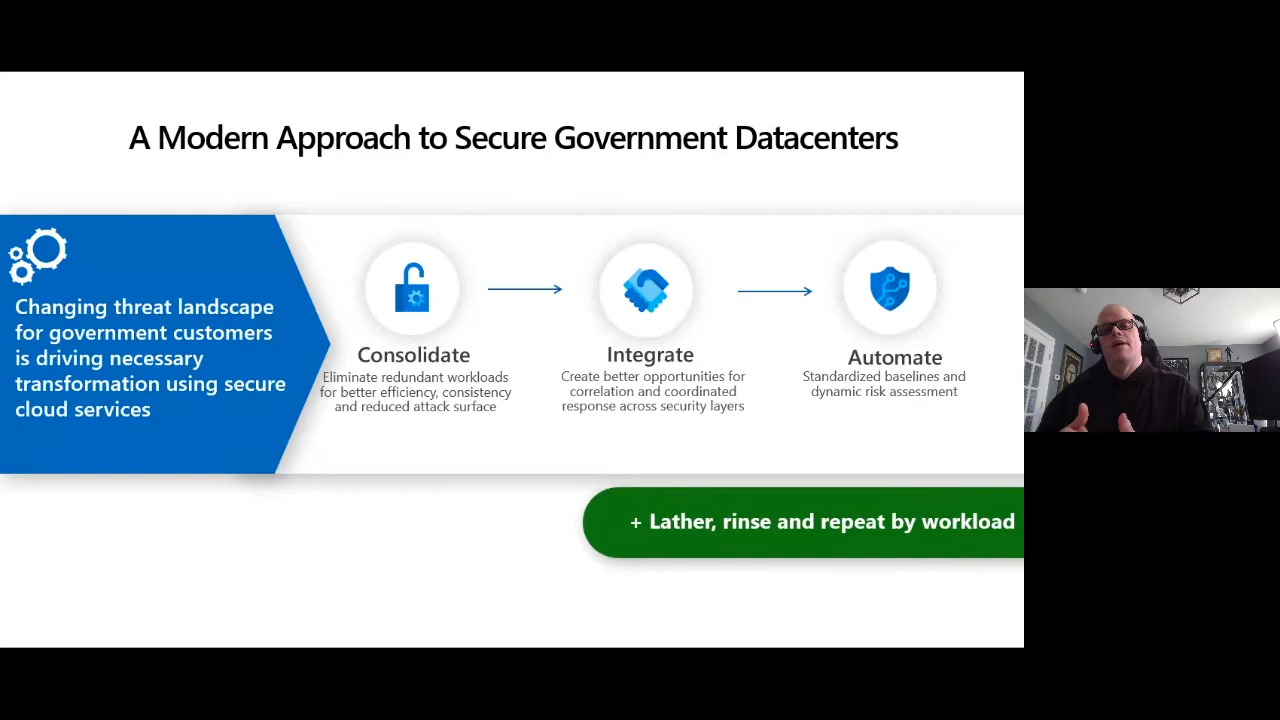 A Modern Approach to Secure Government Datacenters
Changing threat landscape
for government customers
is driving necessary
transformation using secure
cloud services
Consolidate
Eliminate redundant workloads
for better efficiency, consistency
and reduced attack surface
Integrate
Create better opportunities for
correlation and coordinated
response across security layers
Automate
Standardized baselines and
dynamic risk assessment
+ Lather, rinse and repeat by workload